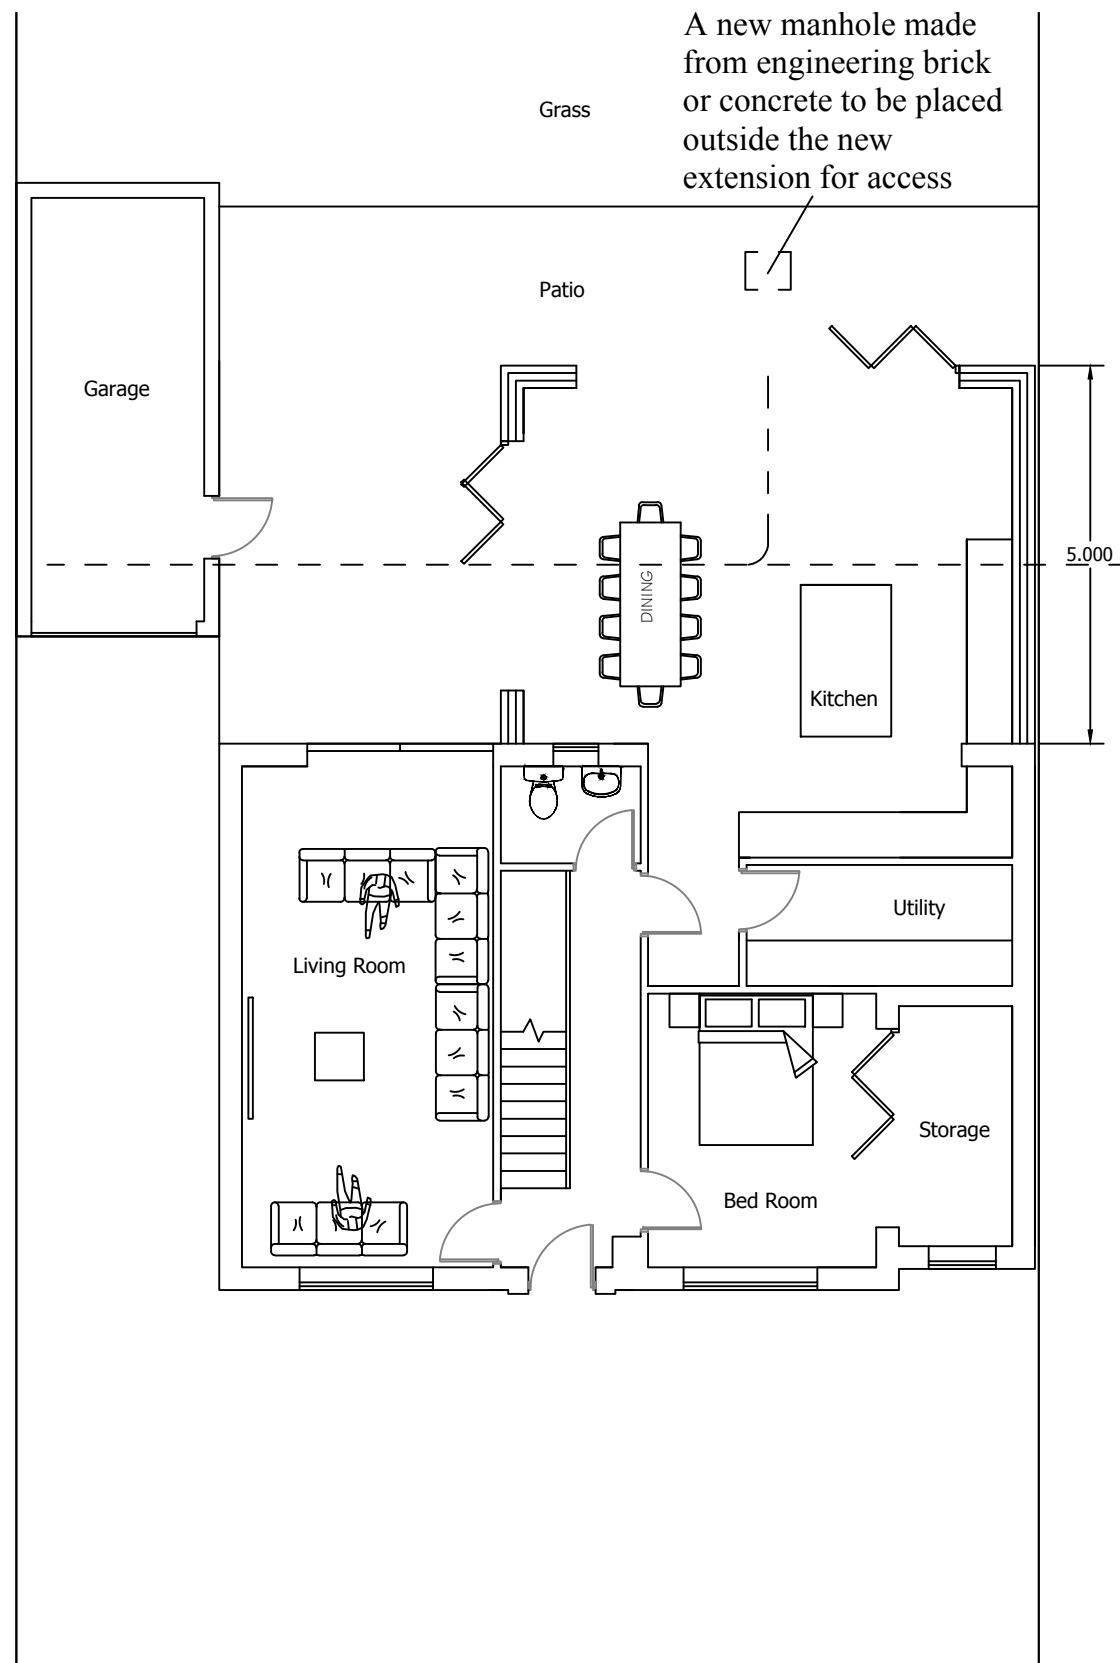 A new manhole made
from engineering brick
or concrete to be placed
outside the new
extension for access
Grass
Patio
Garage
5.000
DINING
Kitchen
Utility
Living Room
Storage
Bed Room